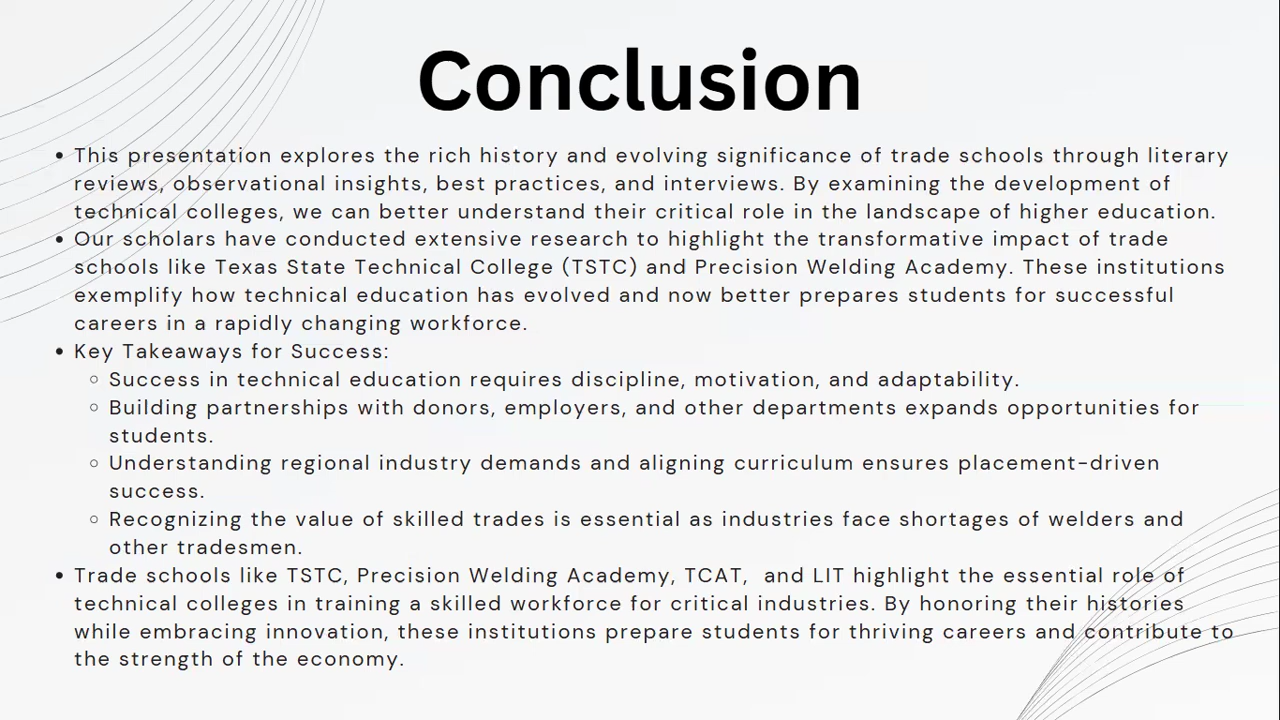 Conclusion
• This presentation explores the rich history and evolving significance of trade schools through literary
reviews, observational insights, best practices, and interviews. By examining the development of
technical colleges, we can better understand their critical role in the landscape of higher education.
• Our scholars have conducted extensive research to highlight the transformative impact of trade
schools like Texas State Technical College (TSTC) and Precision Welding Academy. These institutions
exemplify how technical education has evolved and now better prepares students for successful
careers in a rapidly changing workforce.
• Key Takeaways for Success:
◦ Success in technical education requires discipline, motivation, and adaptability.
◦ Building partnerships with donors, employers, and other departments expands opportunities for
students.
◦ Understanding regional industry demands and aligning curriculum ensures placement-driven
success.
◦ Recognizing the value of skilled trades is essential as industries face shortages of welders and
other tradesmen.
• Trade schools like TSTC, Precision Welding Academy, TCAT,  and LIT highlight the essential role of
technical colleges in training a skilled workforce for critical industries. By honoring their histories
while embracing innovation, these institutions prepare students for thriving careers and contribute to
the strength of the economy.